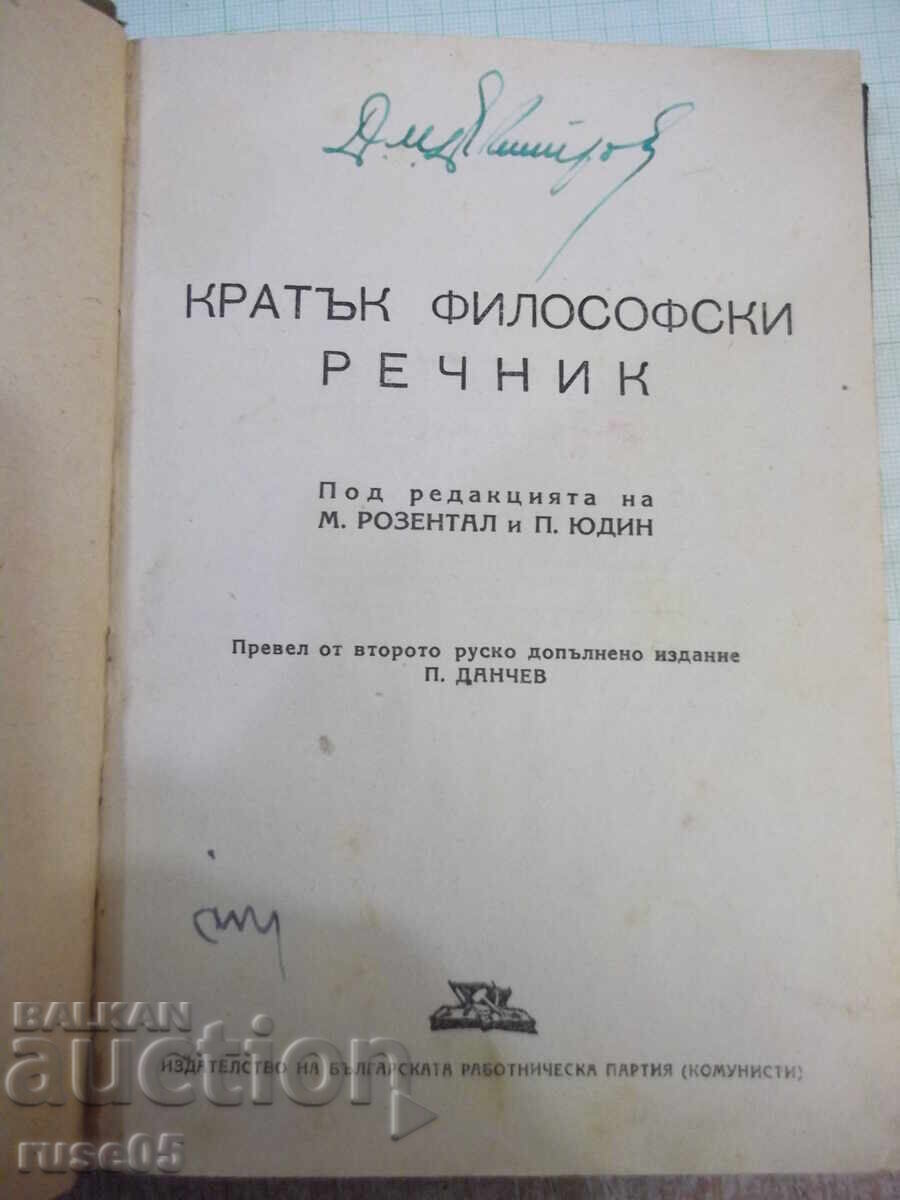 КРАТЪК ФИЛОСОФСКИ
РЕЧНИК
Под редакцията на
М. РОЗЕНТАЛ и П. ЮДИН
Превел от второто руско допълнено издание
П. ДАНЧЕВ
ИЗДАТЕЛСТВО НА БЪЛГАРСКАТА РАБОТНИЧЕСКА ПАРТИЯ (КОМУНИСТИ)
BALKAN
auction
ruse05